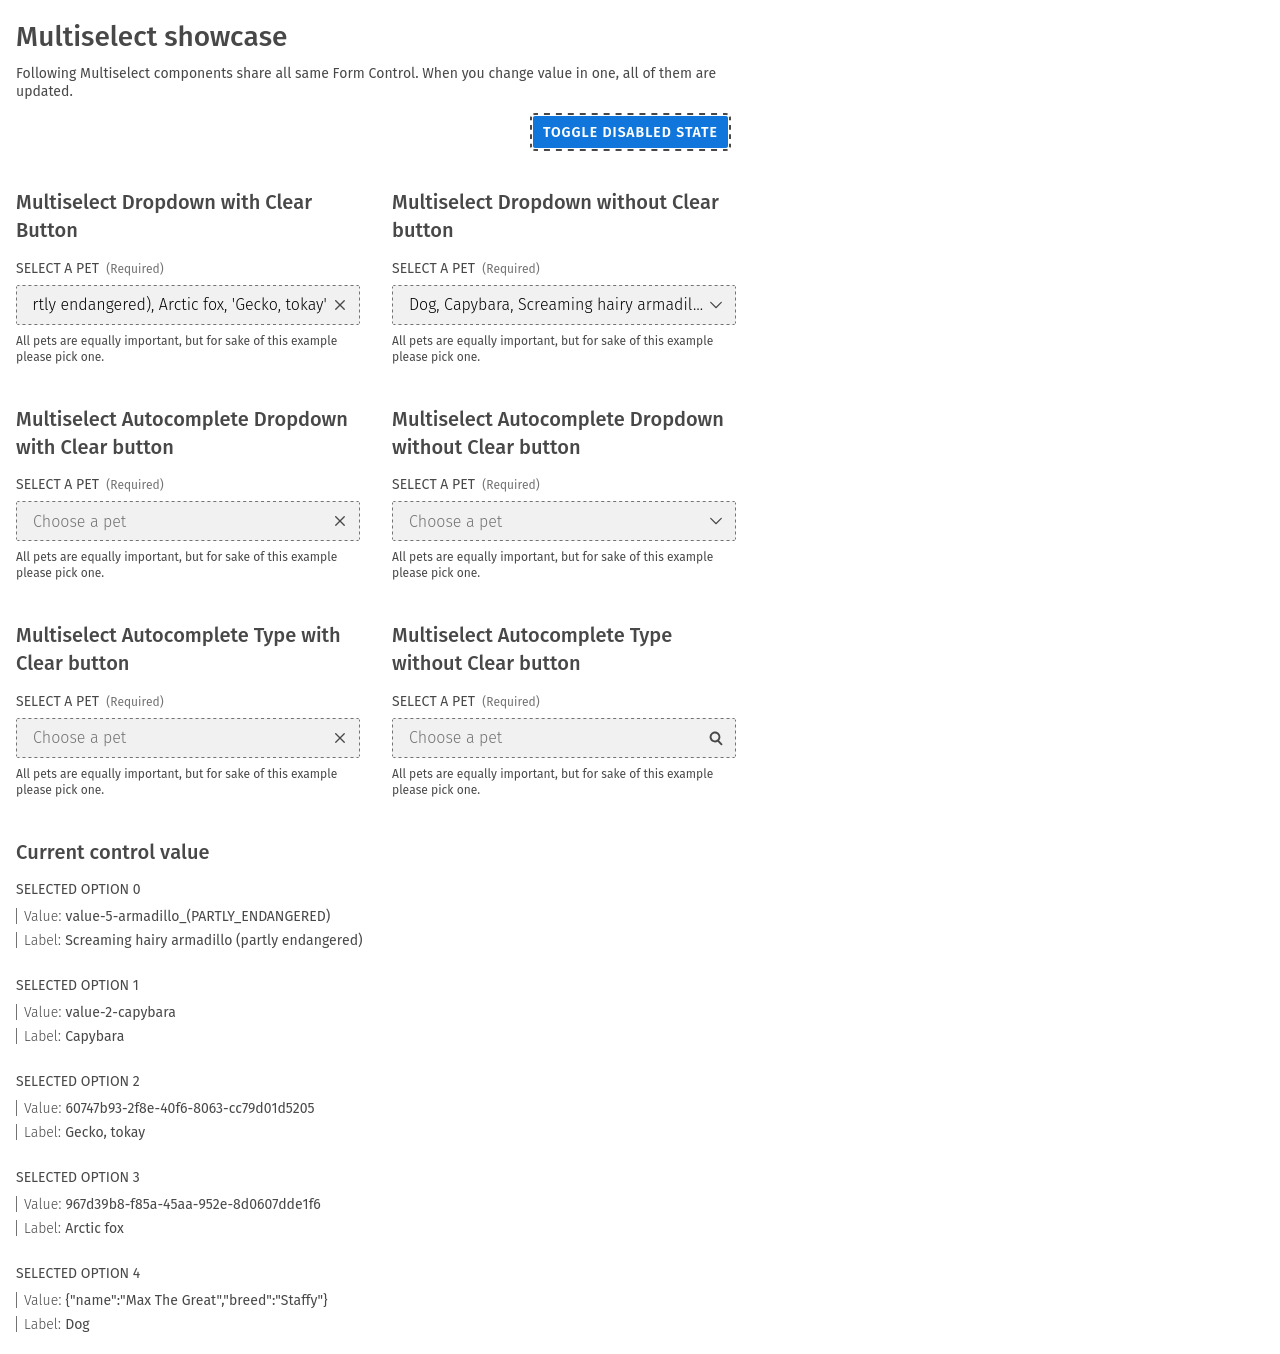 Multiselect showcase
Following Multiselect components share all same Form Control. When you change value in one, all of them are
updated.
TOGGLE DISABLED STATE
Multiselect Dropdown with Clear
Button
SELECT A PET (Required)
rtly endangered), Arctic fox, 'Gecko, tokay'
All pets are equally important, but for sake of this example
please pick one.
Multiselect Dropdown without Clear
button
SELECT A PET (Required)
Dog, Capybara, Screaming hairy armadil...
All pets are equally important, but for sake of this example
please pick one.
Multiselect Autocomplete Dropdown
with Clear button
SELECT A PET (Required)
Choose a pet
All pets are equally important, but for sake of this example
please pick one.
Multiselect Autocomplete Dropdown
without Clear button
SELECT A PET (Required)
Choose a pet
All pets are equally important, but for sake of this example
please pick one.
Multiselect Autocomplete Type with
Clear button
SELECT A PET (Required)
Choose a pet
All pets are equally important, but for sake of this example
please pick one.
Multiselect Autocomplete Type
without Clear button
SELECT A PET (Required)
Choose a pet
All pets are equally important, but for sake of this example
please pick one.
Current control value
SELECTED OPTION 0
Value: value-5-armadillo_(PARTLY_ENDANGERED)
Label: Screaming hairy armadillo (partly endangered)
SELECTED OPTION 1
Value: value-2-capybara
Label: Capybara
SELECTED OPTION 2
Value: 60747b93-2f8e-40f6-8063-cc79d01d5205
Label: Gecko, tokay
SELECTED OPTION 3
Value: 967d39b8-f85a-45aa-952e-8d0607dde1f6
Label: Arctic fox
SELECTED OPTION 4
Value: {"name":"Max The Great","breed":"Staffy"}
Label: Dog